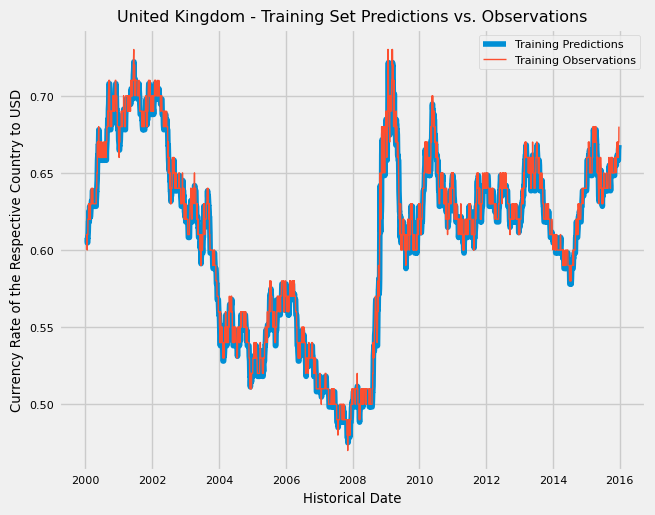 United Kingdom - Training Set Predictions vs. Observations
Training Predictions
Training Observations
Currency Rate of the Respective Country to USD
0.70
0.65
0.60
0.55
0.50
2000 2002 2004 2006 2008 2010 2012 2014 2016
Historical Date